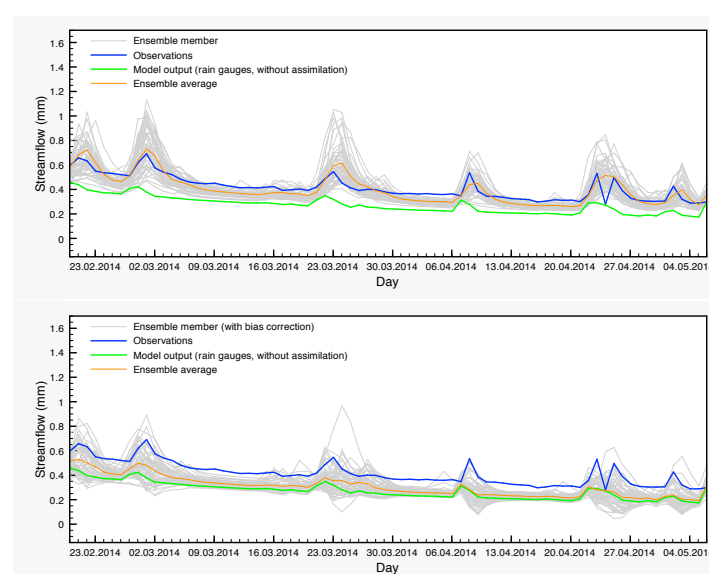 1.6
1.4
1.2
1
0.8
0.6
0.4
0.2
0
Streamflow (mm)
Ensemble member
Observations
Model output (rain gauges, without assimilation)
Ensemble average
23.02.2014 02.03.2014 09.03.2014 16.03.2014 23.03.2014 30.03.2014 06.04.2014 13.04.2014 20.04.2014 27.04.2014 04.05.201
Day
1.6
1.4
1.2
1
0.8
0.6
0.4
0.2
0
Streamflow (mm)
Ensemble member (with bias correction)
Observations
Model output (rain gauges, without assimilation)
Ensemble average
23.02.2014 02.03.2014 09.03.2014 16.03.2014 23.03.2014 30.03.2014 06.04.2014 13.04.2014 20.04.2014 27.04.2014 04.05.201
Day